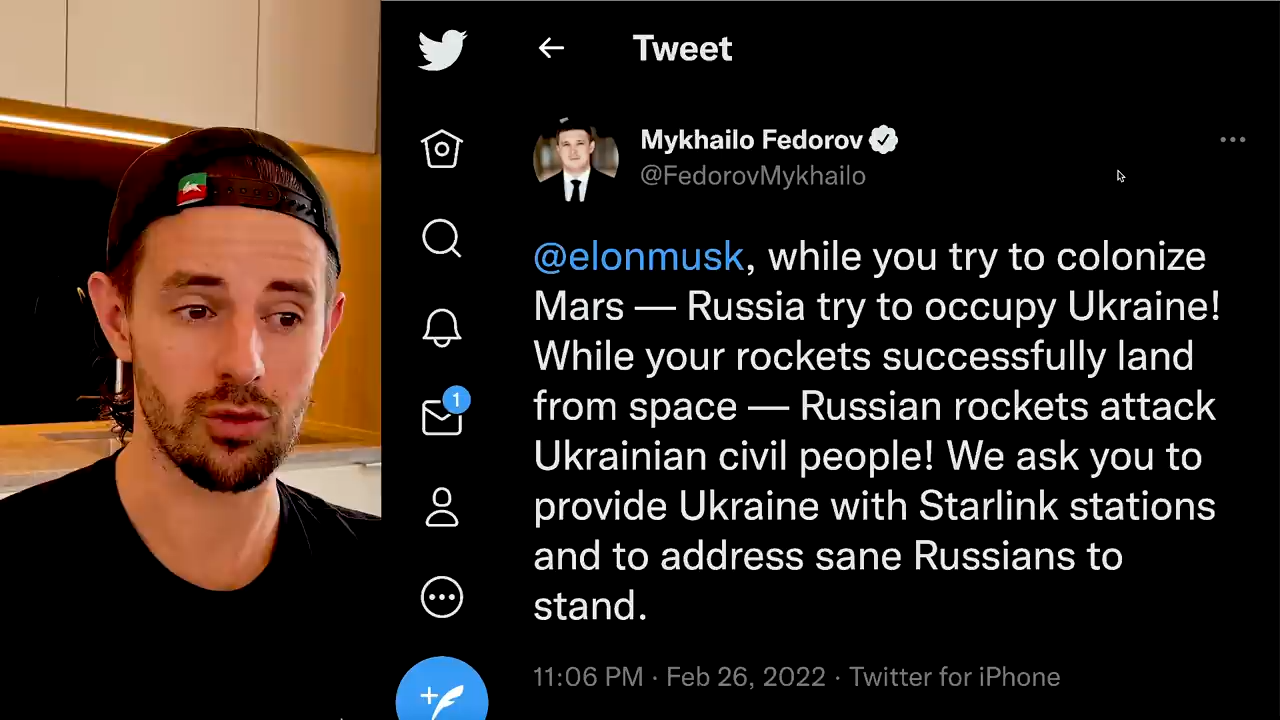 Tweet
Mykhailo Fedorov
@FedorovMykhailo
@elonmusk, while you try to colonize
Mars — Russia try to occupy Ukraine!
While your rockets successfully land
from space — Russian rockets attack
Ukrainian civil people! We ask you to
provide Ukraine with Starlink stations
and to address sane Russians to
stand.
11:06 PM · Feb 26, 2022 · Twitter for iPhone
1